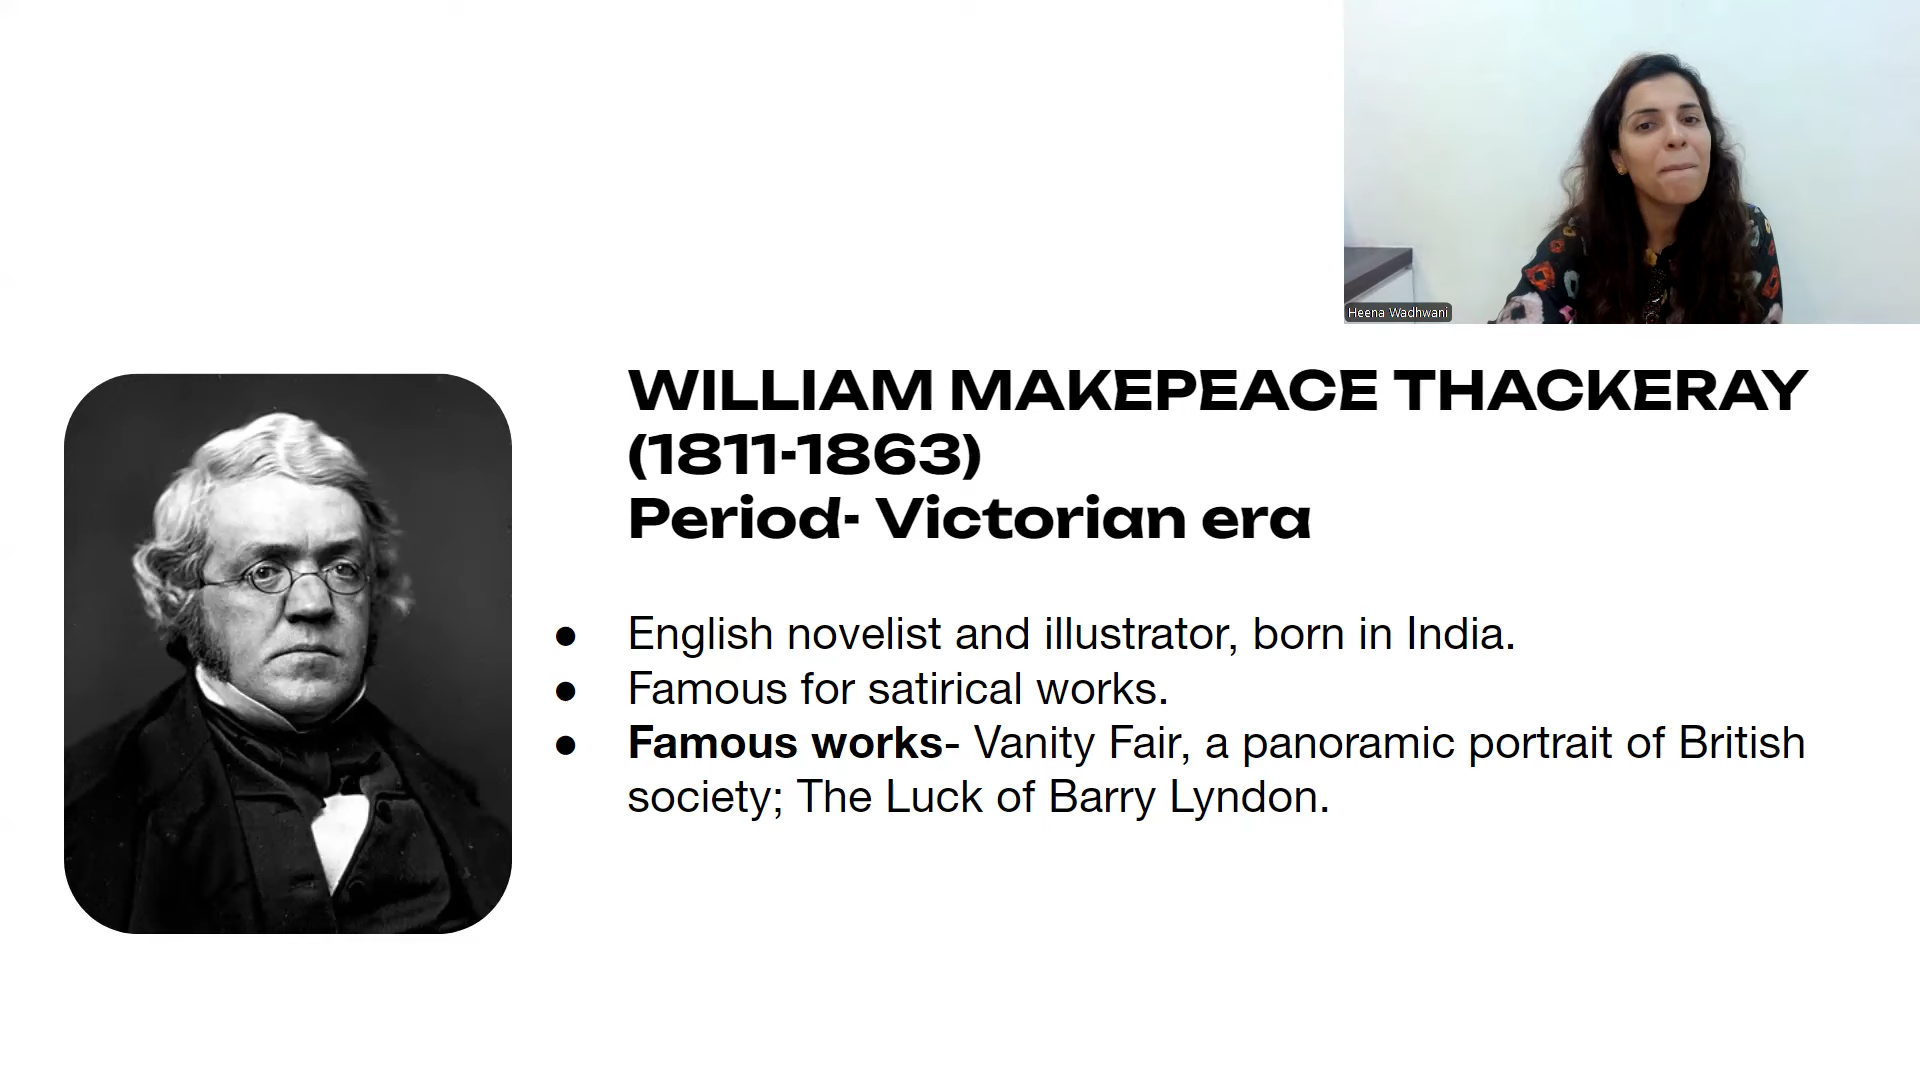 Heena Wadhwani
WILLIAM MAKEPEACE THACKERAY
(1811-1863)
Period- Victorian era
● English novelist and illustrator, born in India.
● Famous for satirical works.
● Famous works- Vanity Fair, a panoramic portrait of British
society; The Luck of Barry Lyndon.